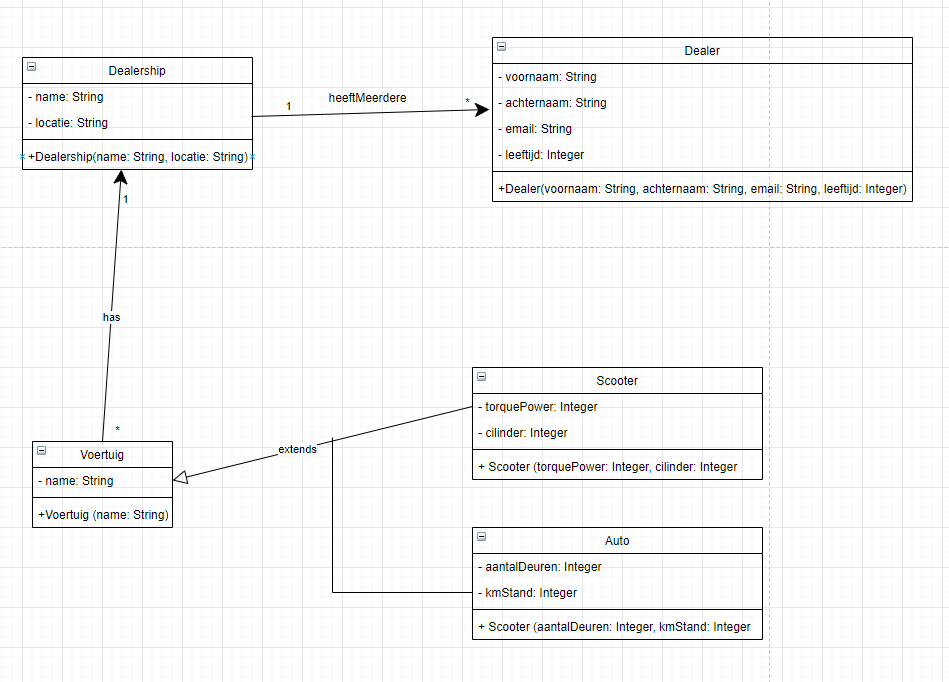 Dealership
- name: String
- locatie: String
+Dealership(name: String, locatie: String)
1
heeftMeerdere
*
Dealer
- voornaam: String
- achternaam: String
- email: String
- leeftijd: Integer
+Dealer(voornaam: String, achternaam: String, email: String, leeftijd: Integer)
1
has
*
Voertuig
- name: String
+Voertuig (name: String)
extends
Scooter
- torquePower: Integer
- cilinder: Integer
+ Scooter (torquePower: Integer, cilinder: Integer
Auto
- aantalDeuren: Integer
- kmStand: Integer
+ Scooter (aantalDeuren: Integer, kmStand: Integer